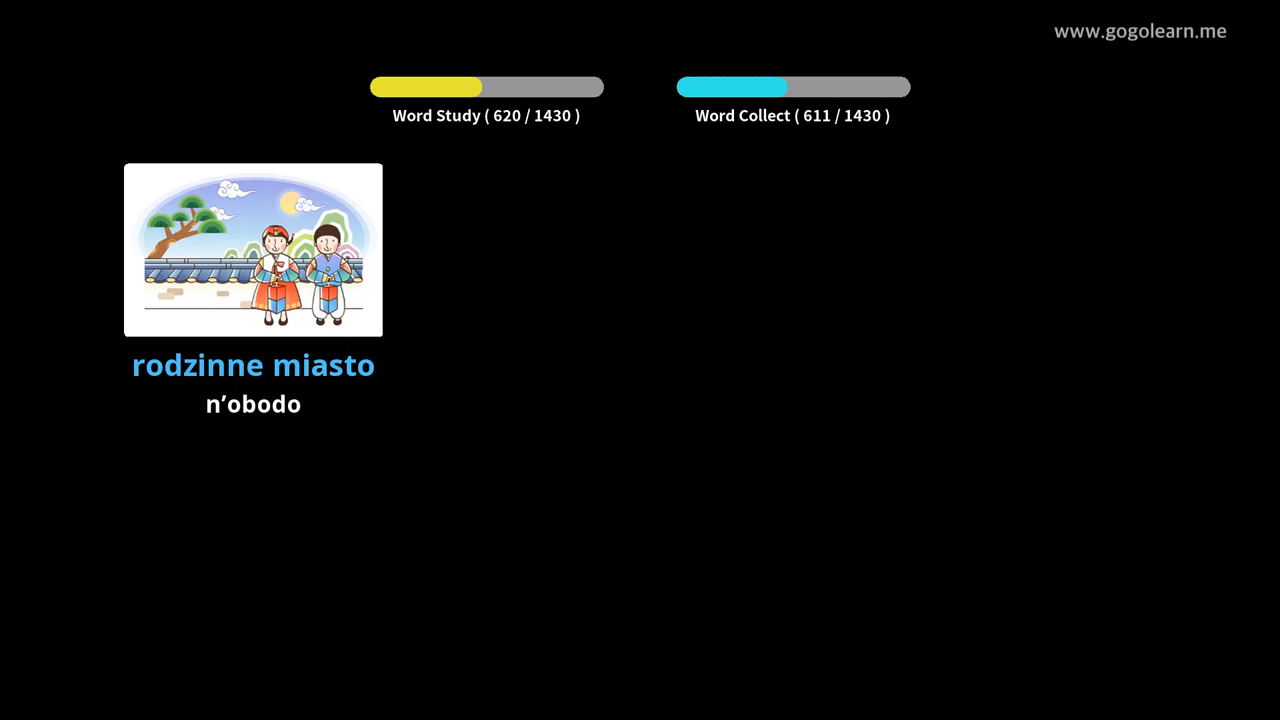 www.gogolearn.me
Word Study ( 620 / 1430 )
Word Collect ( 611 / 1430 )
rodzinne miasto
n’obodo